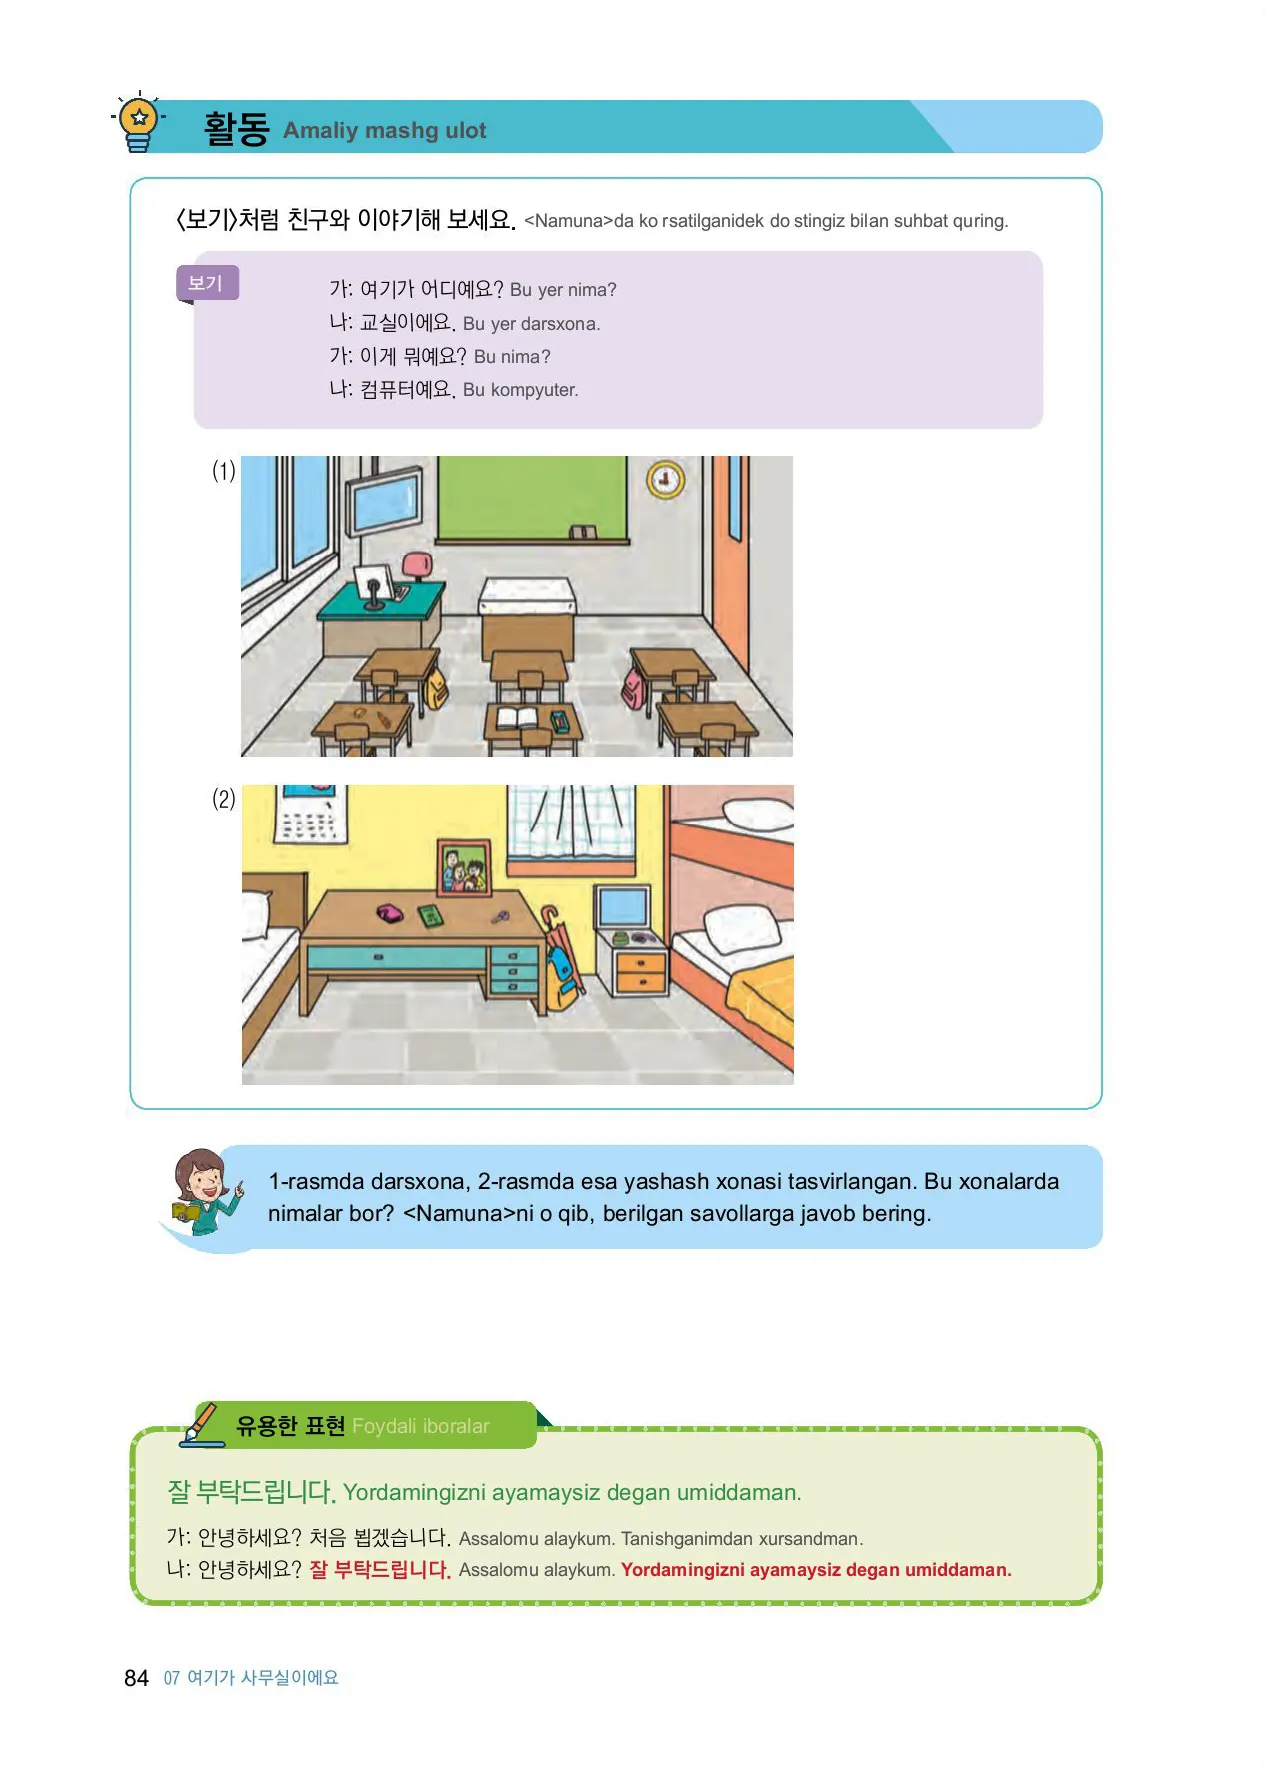 활동 Amaliy mashg ulot
<보기>처럼 친구와 이야기해 보세요. <Namuna>da ko rsatilganidek do stingiz bilan suhbat quring.
보기
가: 여기가 어디예요? Bu yer nima?
나: 교실이에요. Bu yer darsxona.
가: 이게 뭐예요? Bu nima?
나: 컴퓨터예요. Bu kompyuter.
(1)
(2)
1-rasmda darsxona, 2-rasmda esa yashash xonasi tasvirlangan. Bu xonalarda
nimalar bor? <Namuna>ni o qib, berilgan savollarga javob bering.
유용한 표현 Foydali iboralar
잘 부탁드립니다. Yordamingizni ayamaysiz degan umiddaman.
가: 안녕하세요? 처음 뵙겠습니다. Assalomu alaykum. Tanishganimdan xursandman.
나: 안녕하세요? 잘 부탁드립니다. Assalomu alaykum. Yordamingizni ayamaysiz degan umiddaman.
84 07 여기가 사무실이에요